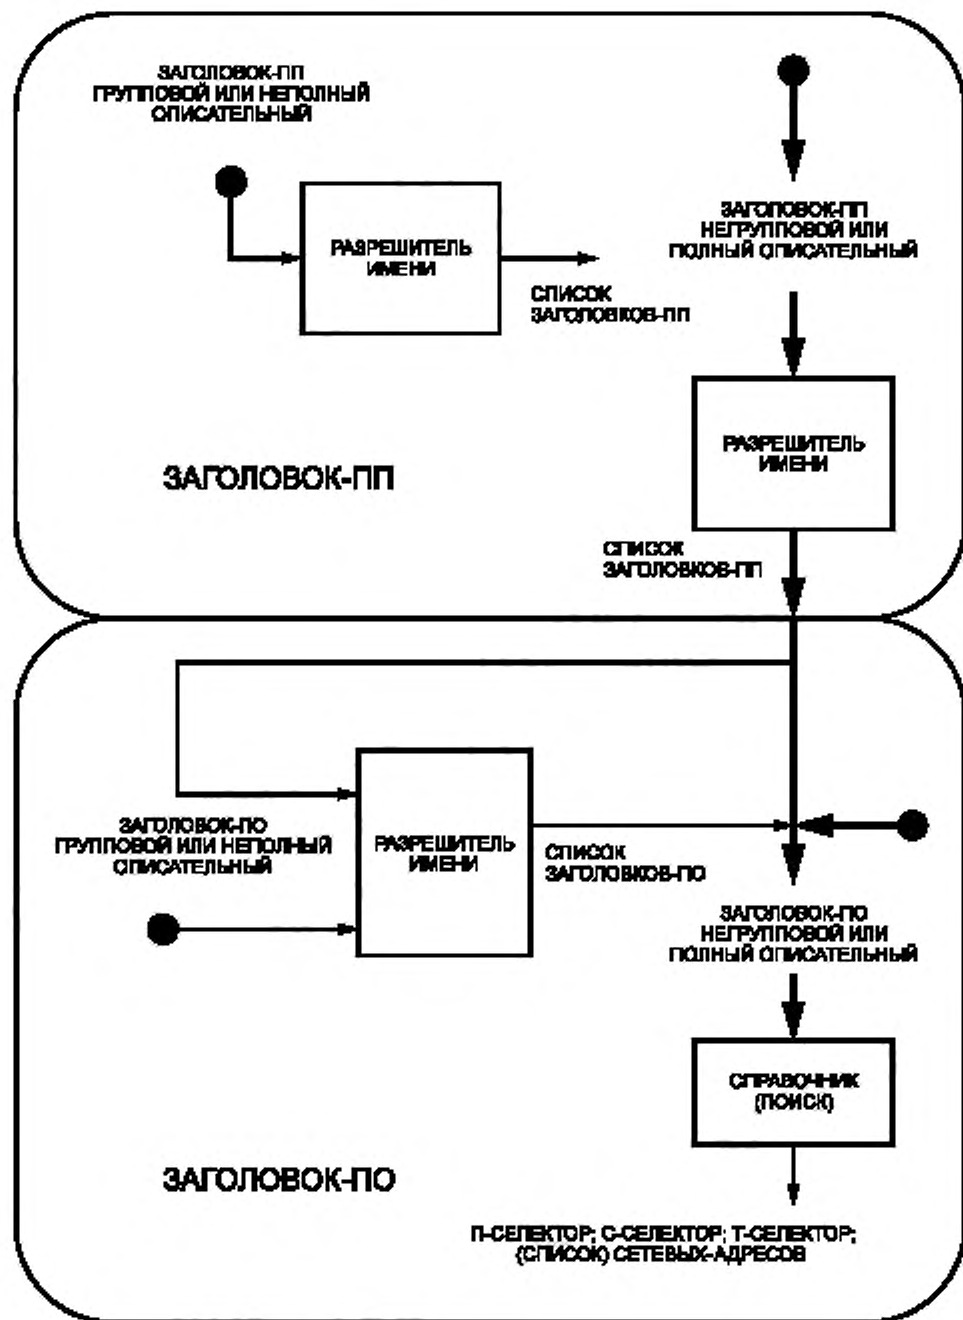 ЗАГОЛОВОК-ПП
ГРУППОВОЙ ИЛИ НЕПОЛНЫЙ
ОПИСАТЕЛЬНЫЙ
РАЗРЕШИТЕЛЬ
ИМЕНИ
СПИСОК
ЗАГОЛОВКОВ-ПП
ЗАГОЛОВОК-ПП
НЕГРУППОВОЙ ИЛИ
ПОЛНЫЙ ОПИСАТЕЛЬНЫЙ
РАЗРЕШИТЕЛЬ
ИМЕНИ
ЗАГОЛОВОК-ПП
СПИСОК
ЗАГОЛОВКОВ-ПП
ЗАГОЛОВОК-ПО
ГРУППОВОЙ ИЛИ НЕПОЛНЫЙ
ОПИСАТЕЛЬНЫЙ
РАЗРЕШИТЕЛЬ
ИМЕНИ
СПИСОК
ЗАГОЛОВКОВ-ПО
ЗАГОЛОВОК-ПО
НЕГРУППОВОЙ ИЛИ
ПОЛНЫЙ ОПИСАТЕЛЬНЫЙ
СПРАВОЧНИК
(ПОИСК)
ЗАГОЛОВОК-ПО
П-СЕЛЕКТОР; С-СЕЛЕКТОР; Т-СЕЛЕКТОР;
(СПИСОК) СЕТЕВЫХ-АДРЕСОВ